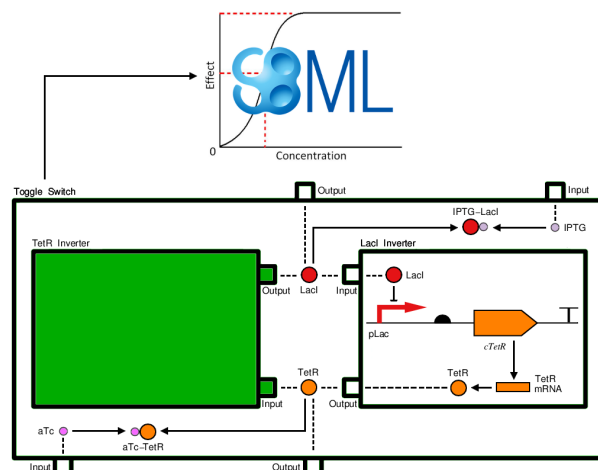 Effect
SBML
0
Concentration
Toggle Switch
Output
Input
IPTG-LacI
IPTG
TetR Inverter
LacI Inverter
LacI
Output
LacI
Input
pLac
cTetR
TetR
TetR
TetR
mRNA
Input
Output
aTc
aTc-TetR
Input
Output